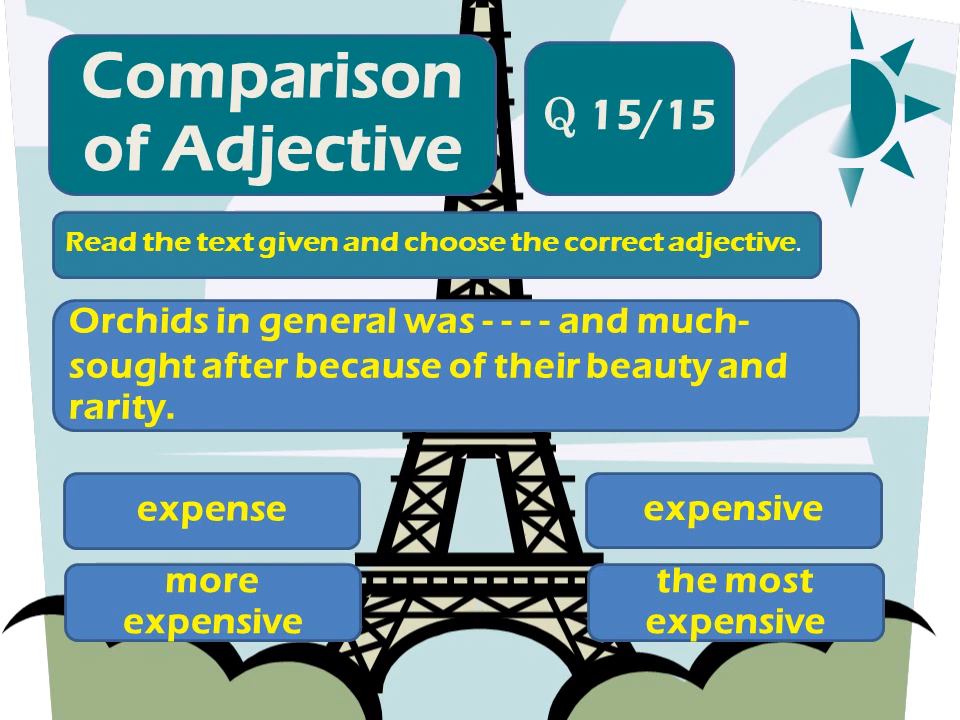 Comparison
of Adjective
Q 15/15
Read the text given and choose the correct adjective.
Orchids in general was - - - - and much-
sought after because of their beauty and
rarity.
expense
expensive
more
expensive
the most
expensive